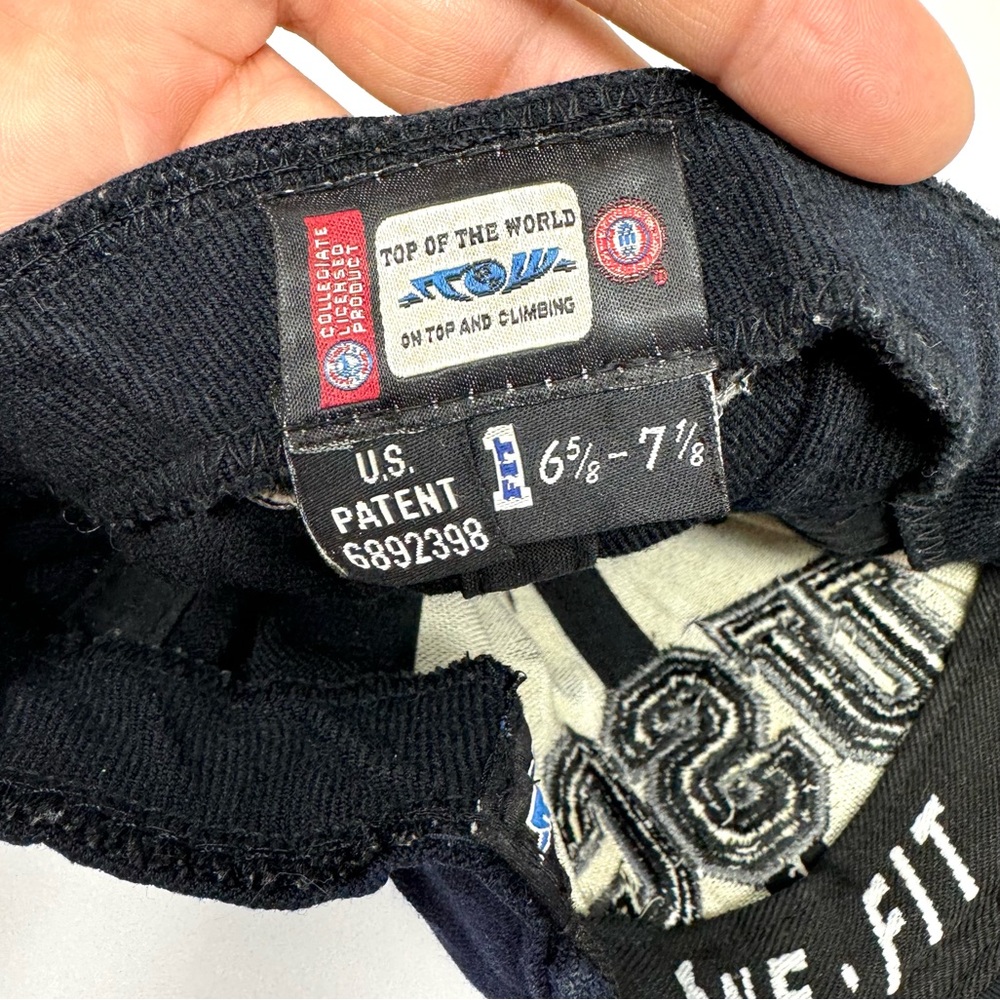 COLLEGIATE
LICENSED
PRODUCT
TOP OF THE WORLD
TOW
ON TOP AND CLIMBING
U.S.
PATENT
6892398
1 FIT 6⅝ – 7⅛
FIT